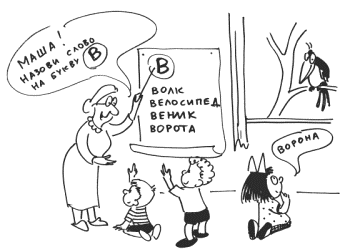 МАША!
НАЗОВИ СЛОВО
НА БУКВУ В
В
ВОЛК
ВЕЛОСИПЕД
ВЕНИК
ВОРОТА
ВОРОНА